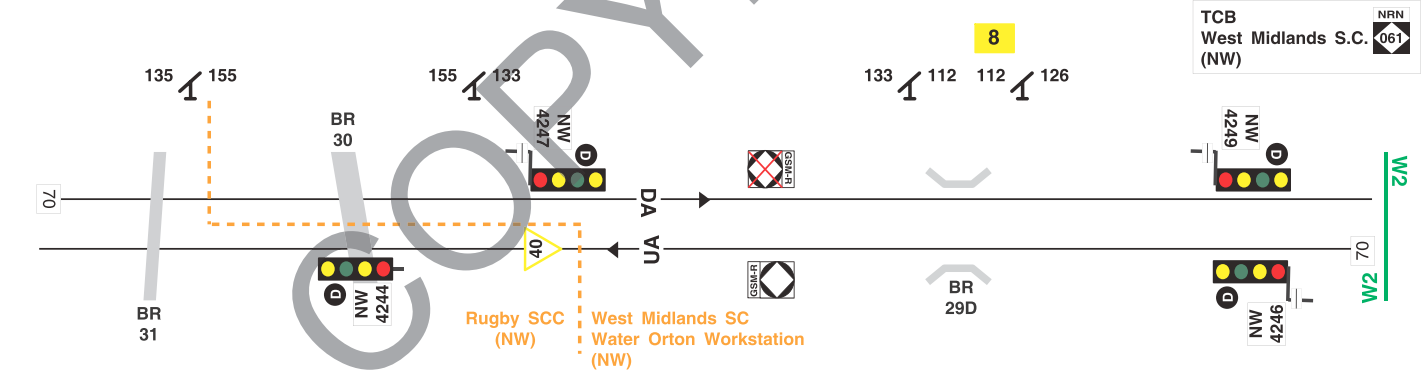 TCB
West Midlands S.C.
(NW)
NRN
061
8
135 155
155 133
133 112
112 126
BR
30
NW
4247
D
NW
4249
D
GSM-R
70
DA
W2
40
UA
70
W2
D
NW
4244
GSM-R
BR
29D
D
NW
4246
BR
31
Rugby SCC
(NW)
West Midlands SC
Water Orton Workstation
(NW)
COPY